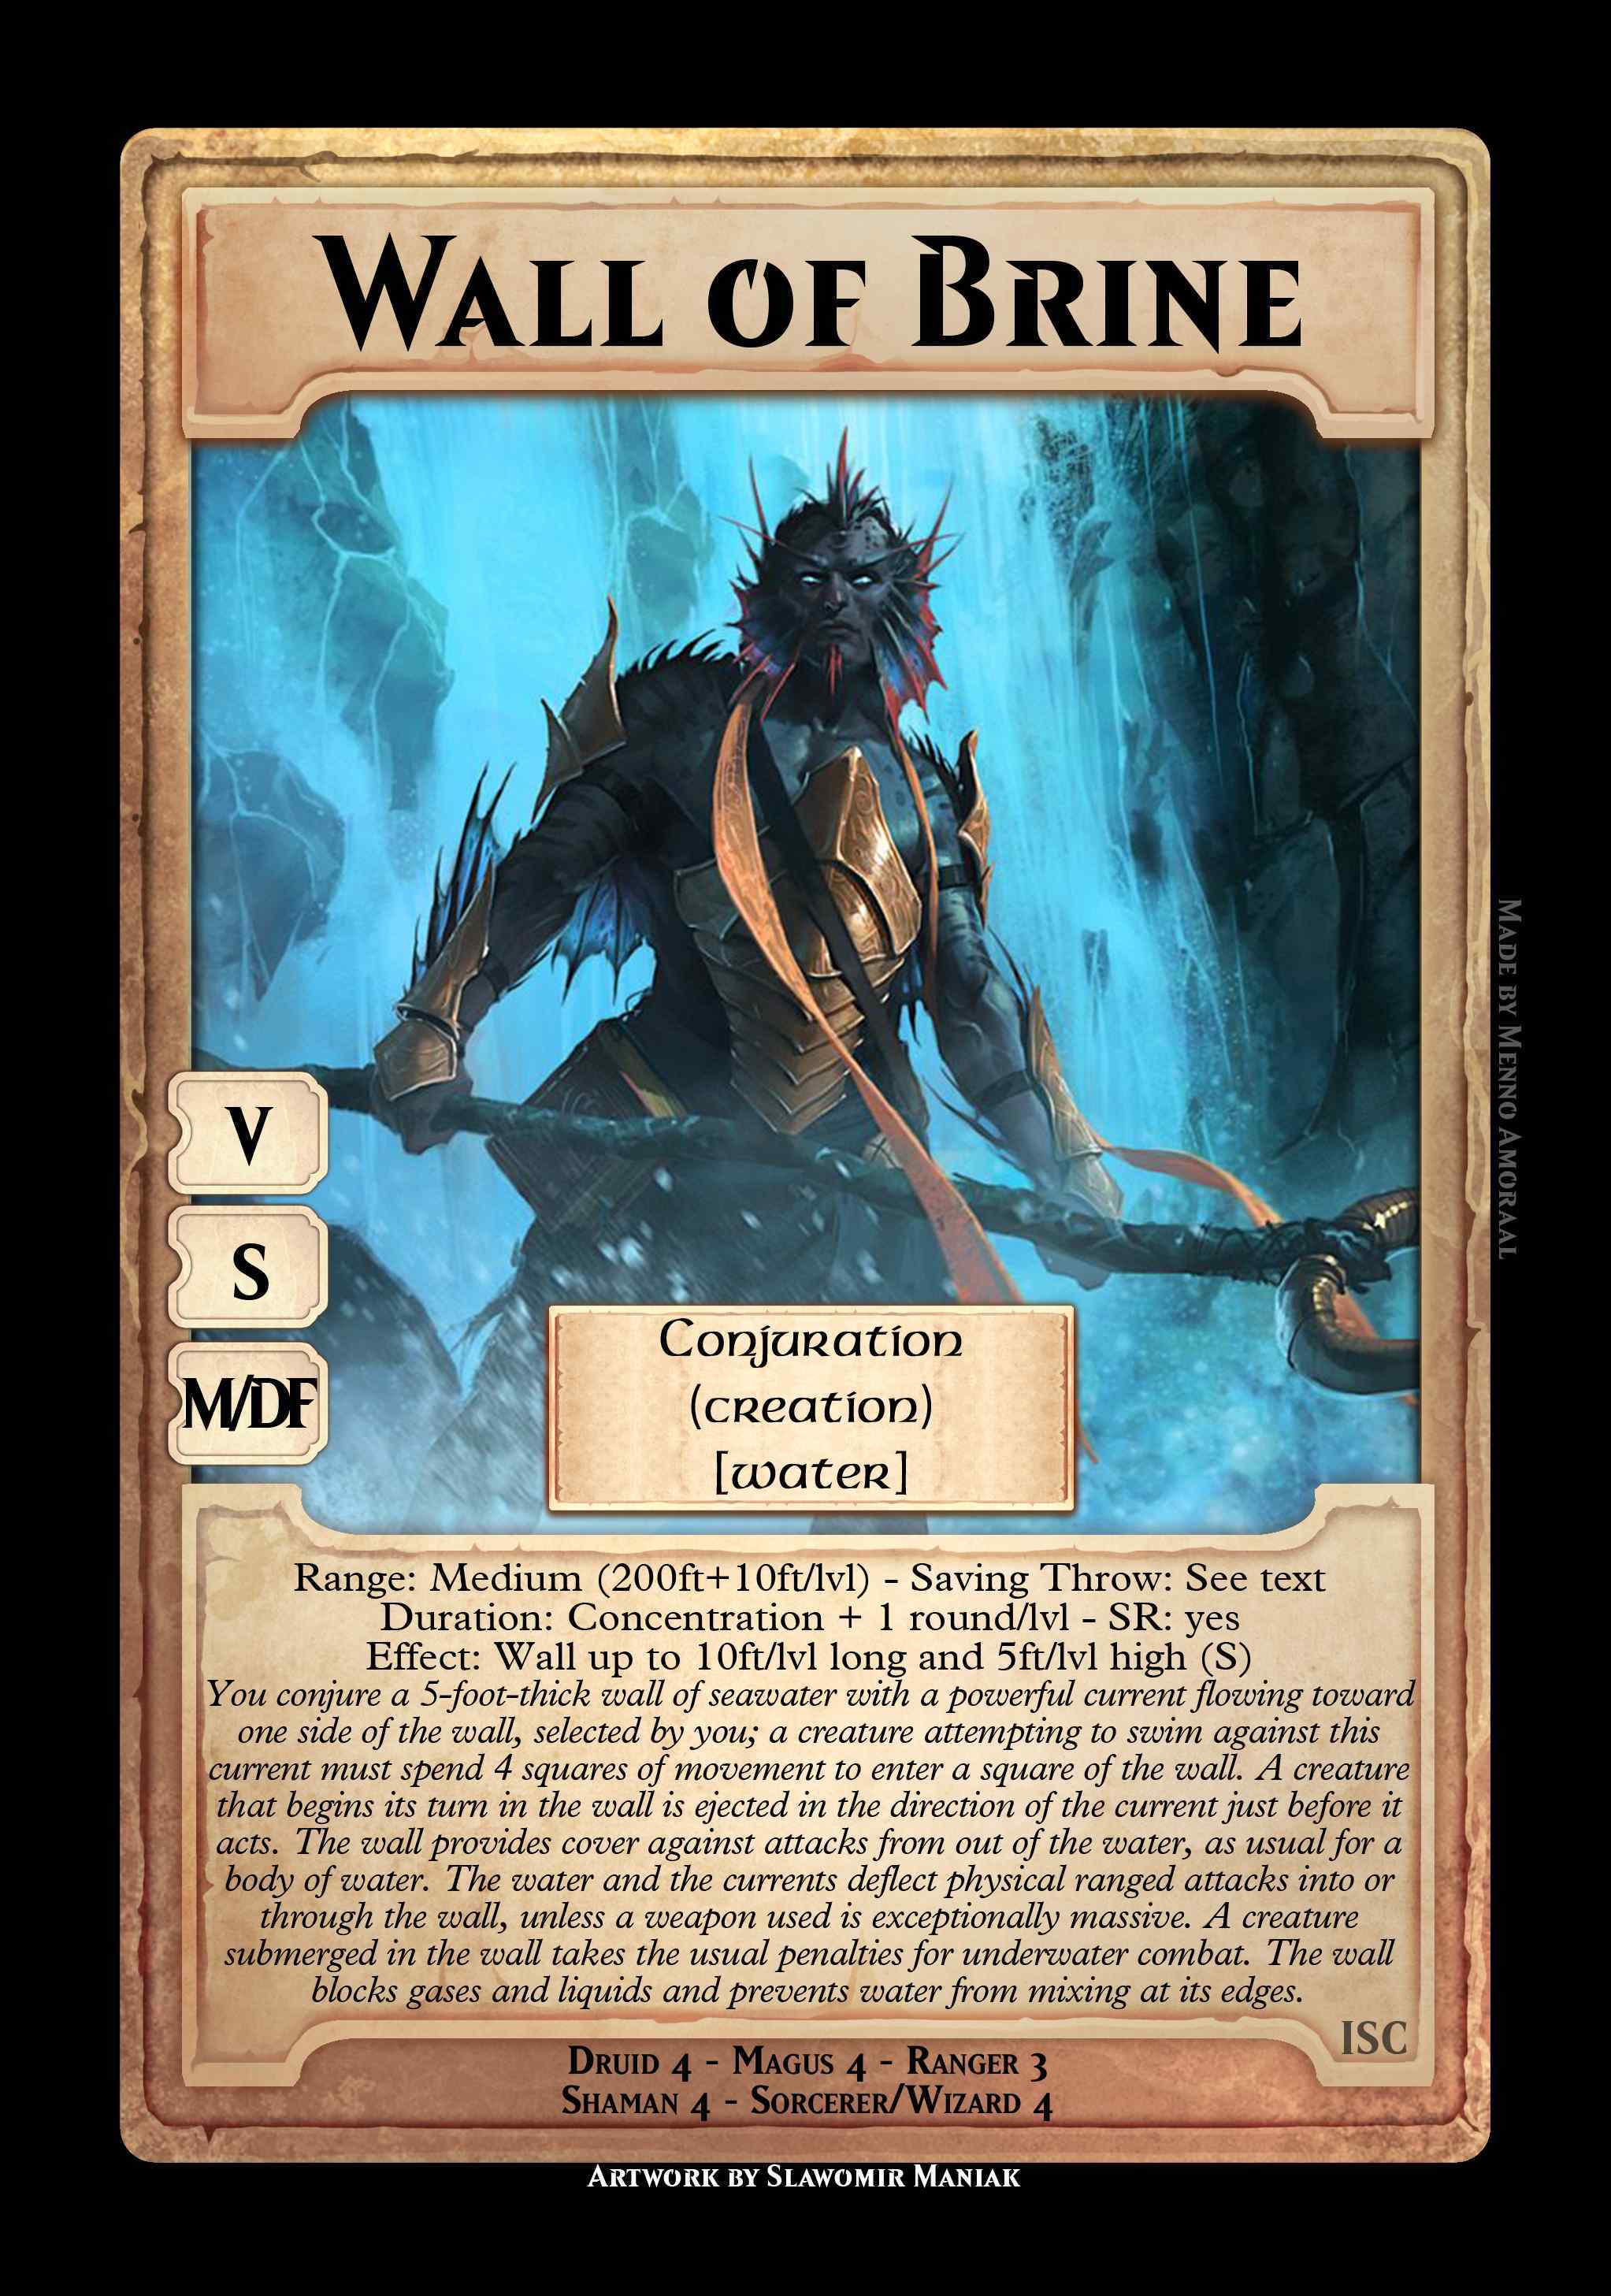 Wall of Brine
V
S
M/DF
Conjuration
(creation)
[water]
Range: Medium (200ft+10ft/lvl) - Saving Throw: See text
Duration: Concentration + 1 round/lvl - SR: yes
Effect: Wall up to 10ft/lvl long and 5ft/lvl high (S)
You conjure a 5-foot-thick wall of seawater with a powerful current flowing toward
one side of the wall, selected by you; a creature attempting to swim against this
current must spend 4 squares of movement to enter a square of the wall. A creature
that begins its turn in the wall is ejected in the direction of the current just before it
acts. The wall provides cover against attacks from out of the water, as usual for a
body of water. The water and the currents deflect physical ranged attacks into or
through the wall, unless a weapon used is exceptionally massive. A creature
submerged in the wall takes the usual penalties for underwater combat. The wall
blocks gases and liquids and prevents water from mixing at its edges.
ISC
Druid 4 - Magus 4 - Ranger 3
Shaman 4 - Sorcerer/Wizard 4
Artwork by Slawomir Maniak
Made by Menno Amoraal